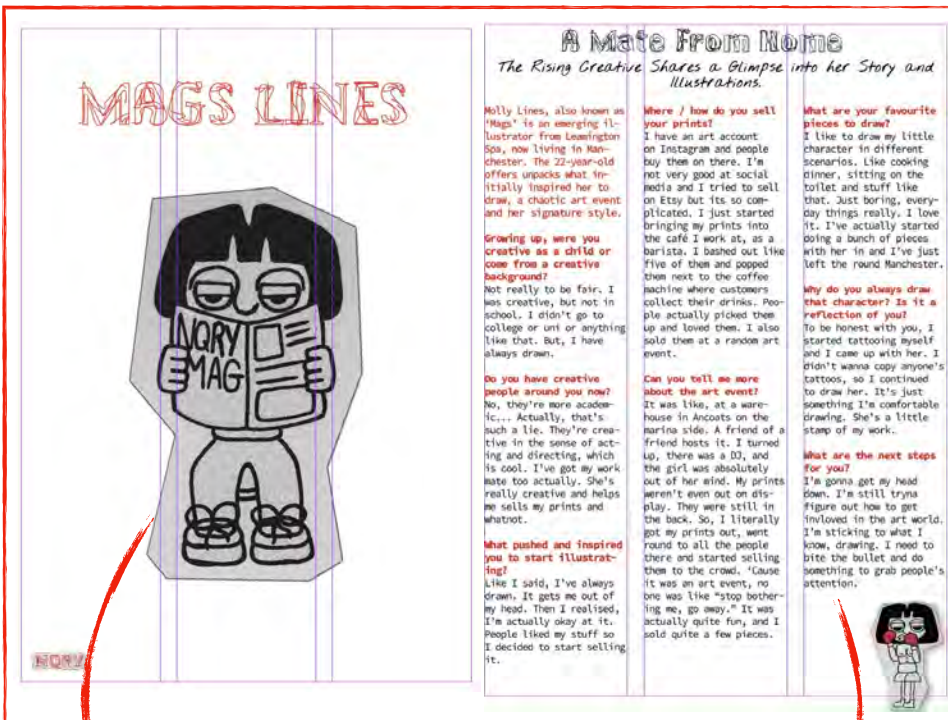 MAGS LINES
NQRY
MAG
NQRY
A Mate From Home
The Rising Creative Shares a Glimpse into her Story and
Illustrations.
Molly Lines, also known as
‘Mags’ is an emerging il-
lustrator from Leamington
Spa, now living in Man-
chester. The 22-year-old
offers unpacks what in-
itially inspired her to
draw, a chaotic art event
and her signature style.
Growing up, were you
creative as a child or
come from a creative
background?
Not really to be fair. I
was creative, but not in
school. I didn’t go to
college or uni or anything
like that. But, I have
always drawn.
Do you have creative
people around you now?
No, they’re more academ-
ic... Actually, that’s
such a lie. They’re crea-
tive in the sense of act-
ing and directing, which
is cool. I’ve got my work
mate too actually. She’s
really creative and helps
me sells my prints and
whatnot.
What pushed and inspired
you to start illustrat-
ing?
Like I said, I’ve always
drawn. It gets me out of
my head. Then I realised,
I’m actually okay at it.
People liked my stuff so
I decided to start selling
it.
Where / how do you sell
your prints?
I have an art account
on Instagram and people
buy them on there. I’m
not very good at social
media and I tried to sell
on Etsy but its so com-
plicated. I just started
bringing my prints into
the café I work at, as a
barista. I bashed out like
five of them and popped
them next to the coffee
machine where customers
collect their drinks. Peo-
ple actually picked them
up and loved them. I also
sold them at a random art
event.
Can you tell me more
about the art event?
It was like, at a ware-
house in Ancoats on the
marina side. A friend of a
friend hosts it. I turned
up, there was a DJ, and
the girl was absolutely
out of her mind. My prints
weren’t even out on dis-
play. They were still in
the back. So, I literally
got my prints out, went
round to all the people
there and started selling
them to the crowd. ‘Cause
it was an art event, no
one was like “stop bother-
ing me, go away.” It was
actually quite fun, and I
sold quite a few pieces.
What are your favourite
pieces to draw?
I like to draw my little
character in different
scenarios. Like cooking
dinner, sitting on the
toilet and stuff like
that. Just boring, every-
day things really. I love
it. I’ve actually started
doing a bunch of pieces
with her in and I’ve just
left the round Manchester.
Why do you always draw
that character? Is it a
reflection of you?
To be honest with you, I
started tattooing myself
and I came up with her. I
didn’t wanna copy anyone’s
tattoos, so I continued
to draw her. It’s just
something I’m comfortable
drawing. She’s a little
stamp of my work.
What are the next steps
for you?
I’m gonna get my head
down. I’m still tryna
figure out how to get
invloved in the art world.
I’m sticking to what I
know, drawing. I need to
bite the bullet and do
something to grab people’s
attention.